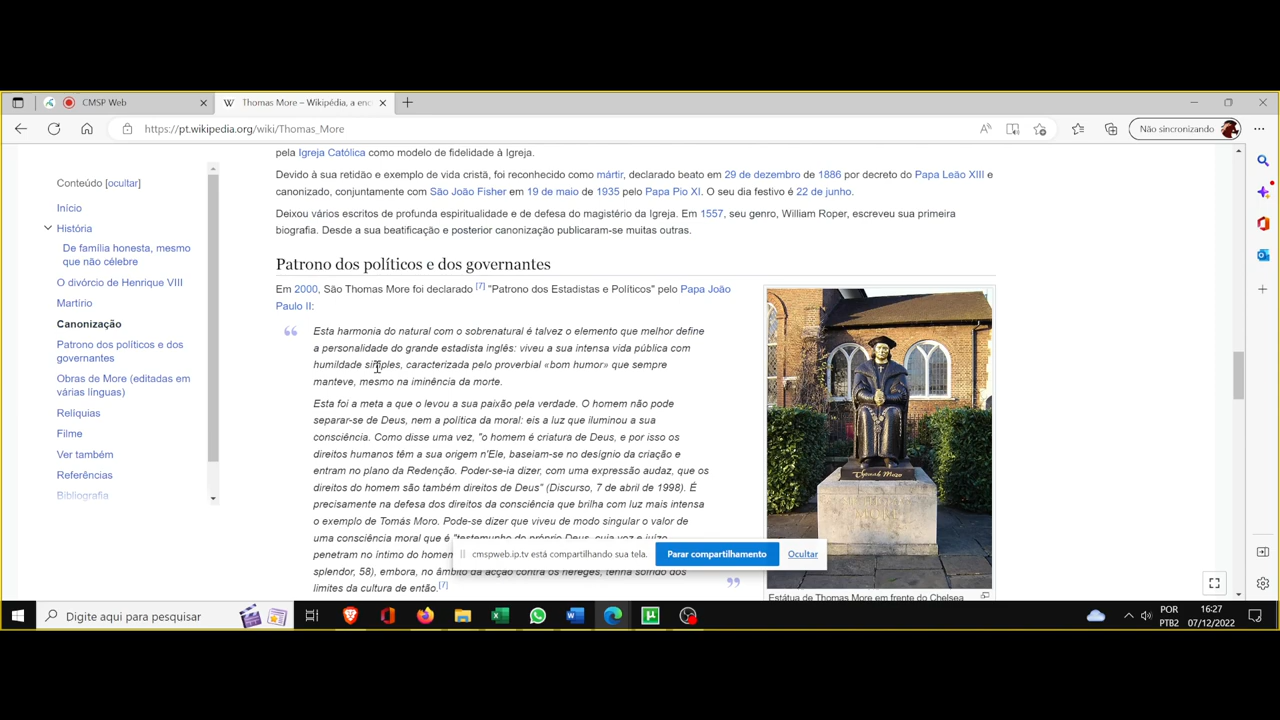 CMSP Web
Thomas More – Wikipédia, a enc
https://pt.wikipedia.org/wiki/Thomas_More
Não sincronizando
Conteúdo [ocultar]
Início
História
De família honesta, mesmo
que não célebre
O divórcio de Henrique VIII
Martírio
Canonização
Patrono dos políticos e dos
governantes
Obras de More (editadas em
várias línguas)
Relíquias
Filme
Ver também
Referências
Bibliografia
pela Igreja Católica como modelo de fidelidade à Igreja.
Devido à sua retidão e exemplo de vida cristã, foi reconhecido como mártir, declarado beato em 29 de dezembro de 1886 por decreto do Papa Leão XIII e
canonizado, conjuntamente com São João Fisher em 19 de maio de 1935 pelo Papa Pio XI. O seu dia festivo é 22 de junho.
Deixou vários escritos de profunda espiritualidade e de defesa do magistério da Igreja. Em 1557, seu genro, William Roper, escreveu sua primeira
biografia. Desde a sua beatificação e posterior canonização publicaram-se muitas outras.
Patrono dos políticos e dos governantes
Em 2000, São Thomas More foi declarado [7] "Patrono dos Estadistas e Políticos" pelo Papa João
Paulo II:
Esta harmonia do natural com o sobrenatural é talvez o elemento que melhor define
a personalidade do grande estadista inglês: viveu a sua intensa vida pública com
humildade simples, caracterizada pelo proverbial «bom humor» que sempre
manteve, mesmo na iminência da morte.
Esta foi a meta a que o levou a sua paixão pela verdade. O homem não pode
separar-se de Deus, nem a política da moral: eis a luz que iluminou a sua
consciência. Como disse uma vez, "o homem é criatura de Deus, e por isso os
direitos humanos têm a sua origem n'Ele, baseiam-se no desígnio da criação e
entram no plano da Redenção. Poder-se-ia dizer, com uma expressão audaz, que os
direitos do homem são também direitos de Deus" (Discurso, 7 de abril de 1998). É
precisamente na defesa dos direitos da consciência que brilha com luz mais intensa
o exemplo de Tomás Moro. Pode-se dizer que viveu de modo singular o valor de
uma consciência moral que é "testemunho do próprio Deus, cuja voz e juízo
penetram no íntimo do homem
splendor, 58), embora, no âmbito da acção contra os hereges, tenha sofrido dos
limites da cultura de então.[7]
Thomas More
Estátua de Thomas More em frente do Chelsea
cmspweb.ip.tv está compartilhando sua tela.
Parar compartilhamento
Ocultar
Digite aqui para pesquisar
POR
PTB2
16:27
07/12/2022